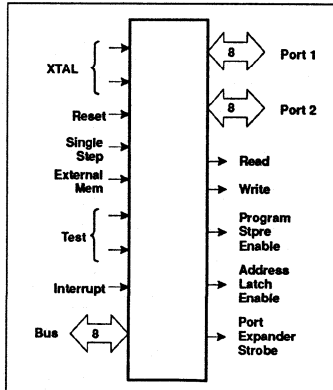 XTAL
Reset
Single
Step
External
Mem
Test
Interrupt
Bus
8
8
Port 1
8
Port 2
Read
Write
Program
Stpre
Enable
Address
Latch
Enable
Port
Expander
Strobe